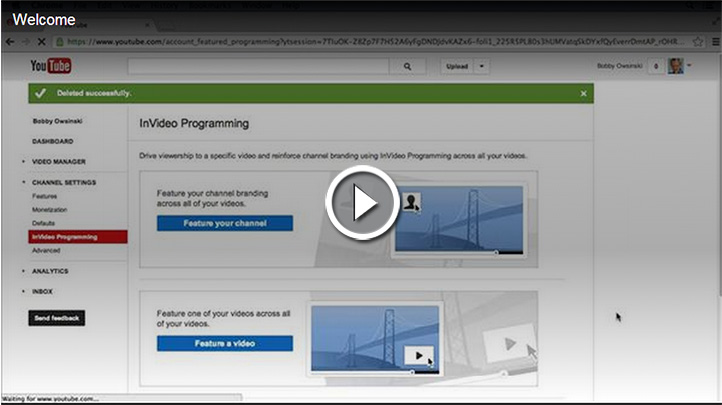 Welcome
https://www.youtube.com/account_featured_programming?ytsession=
YouTube
Upload
Bobby Owsinski
0
Deleted successfully.
Bobby Owsinski
DASHBOARD
VIDEO MANAGER
CHANNEL SETTINGS
Features
Monetization
Defaults
InVideo Programming
Advanced
ANALYTICS
INBOX
Send feedback
InVideo Programming
Drive viewership to a specific video and reinforce channel branding using InVideo Programming across all your videos.
Feature your channel branding
across all of your videos.
Feature your channel
Feature one of your videos across all
of your videos.
Feature a video
Waiting for www.youtube.com...